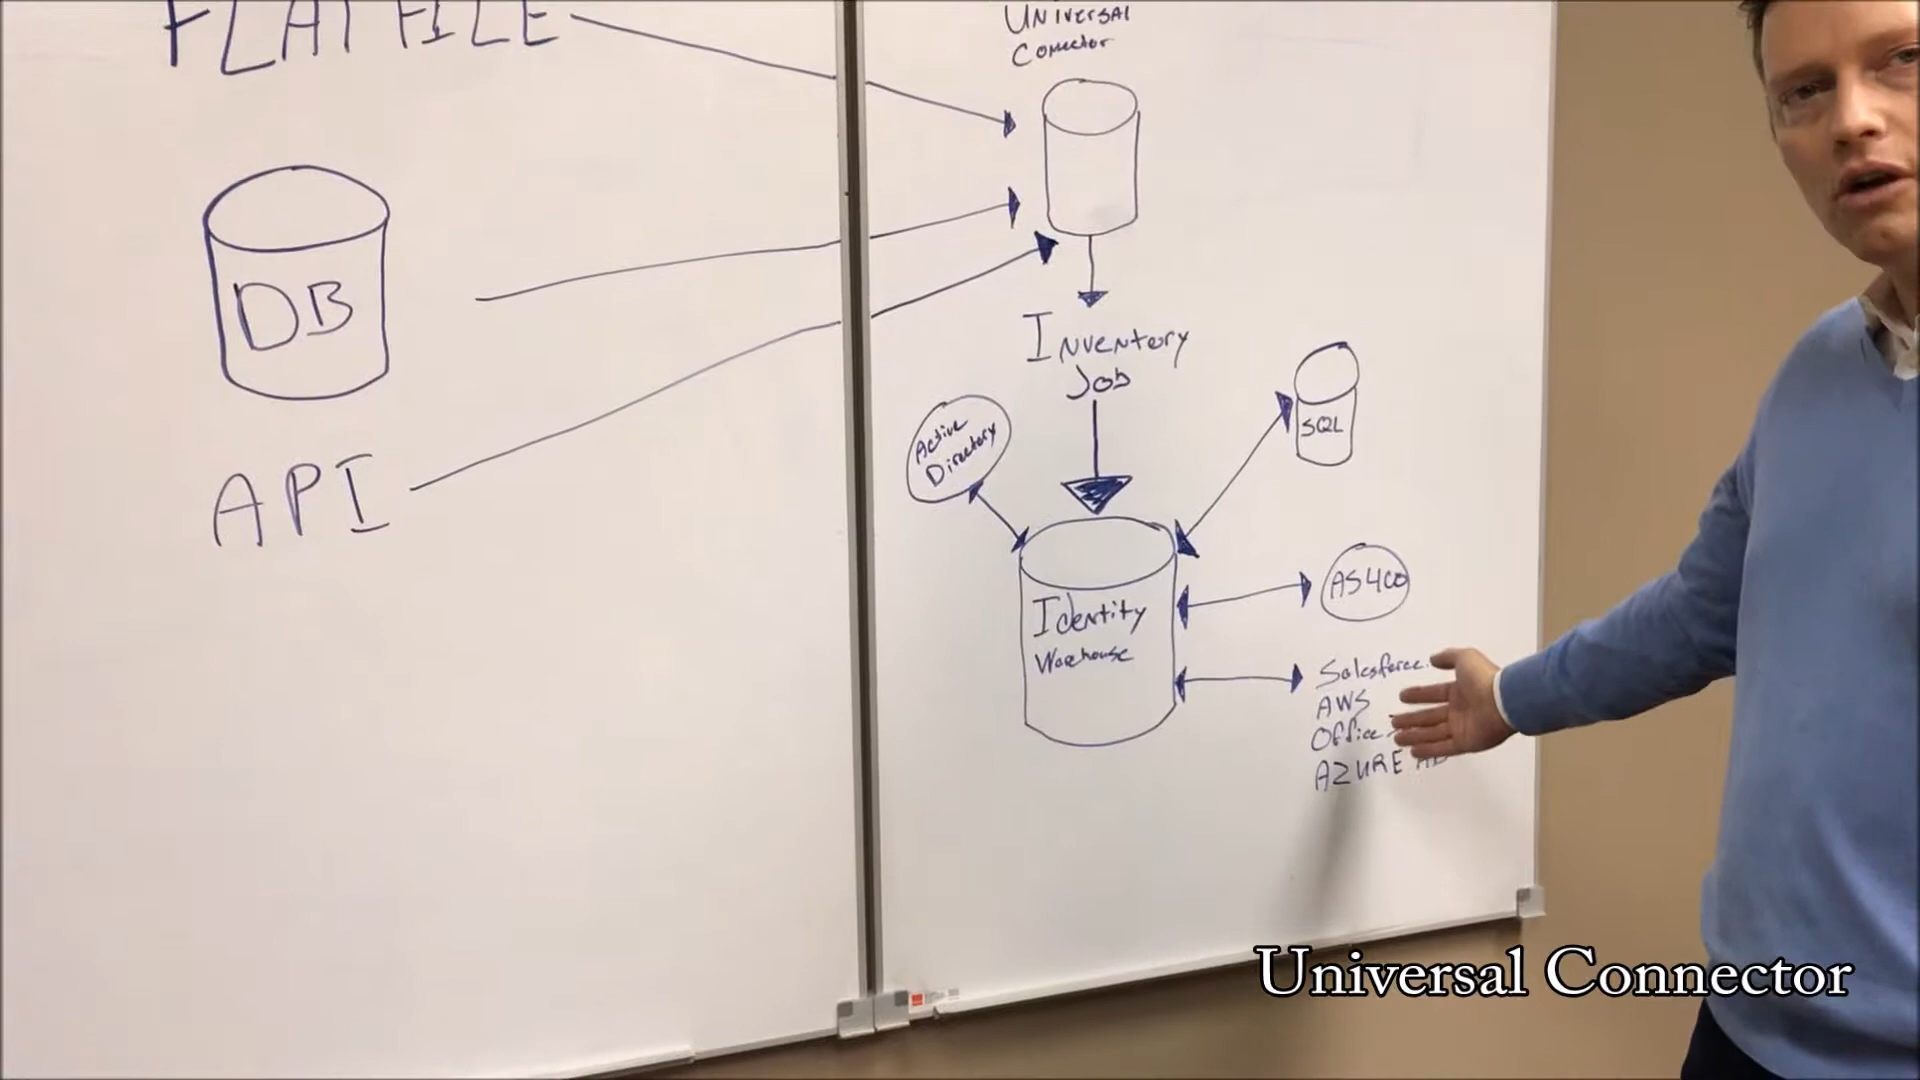 FLAT FILE
UNIVERSAL
Connector
DB
API
INVENTORY
JOB
Active
Directory
SQL
Identity
Warehouse
AS400
Salesforce
AWS
Office
AZURE AD
Universal Connector